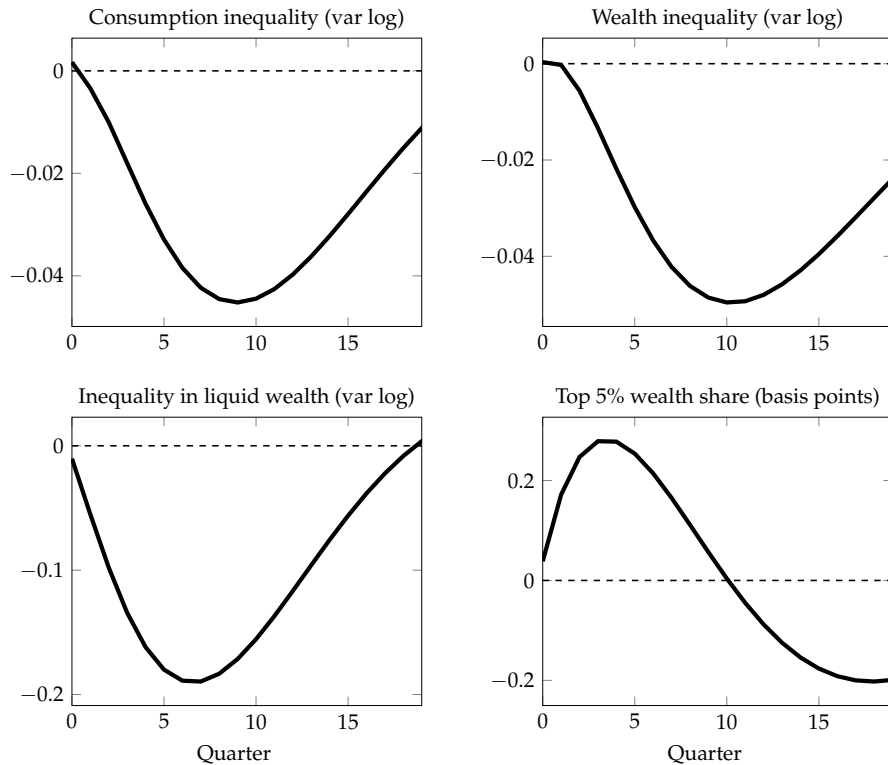 Consumption inequality (var log)
0
−0.02
−0.04
0 5 10 15
Wealth inequality (var log)
0
−0.02
−0.04
0 5 10 15
Inequality in liquid wealth (var log)
0
−0.1
−0.2
0 5 10 15
Quarter
Top 5% wealth share (basis points)
0.2
0
−0.2
0 5 10 15
Quarter